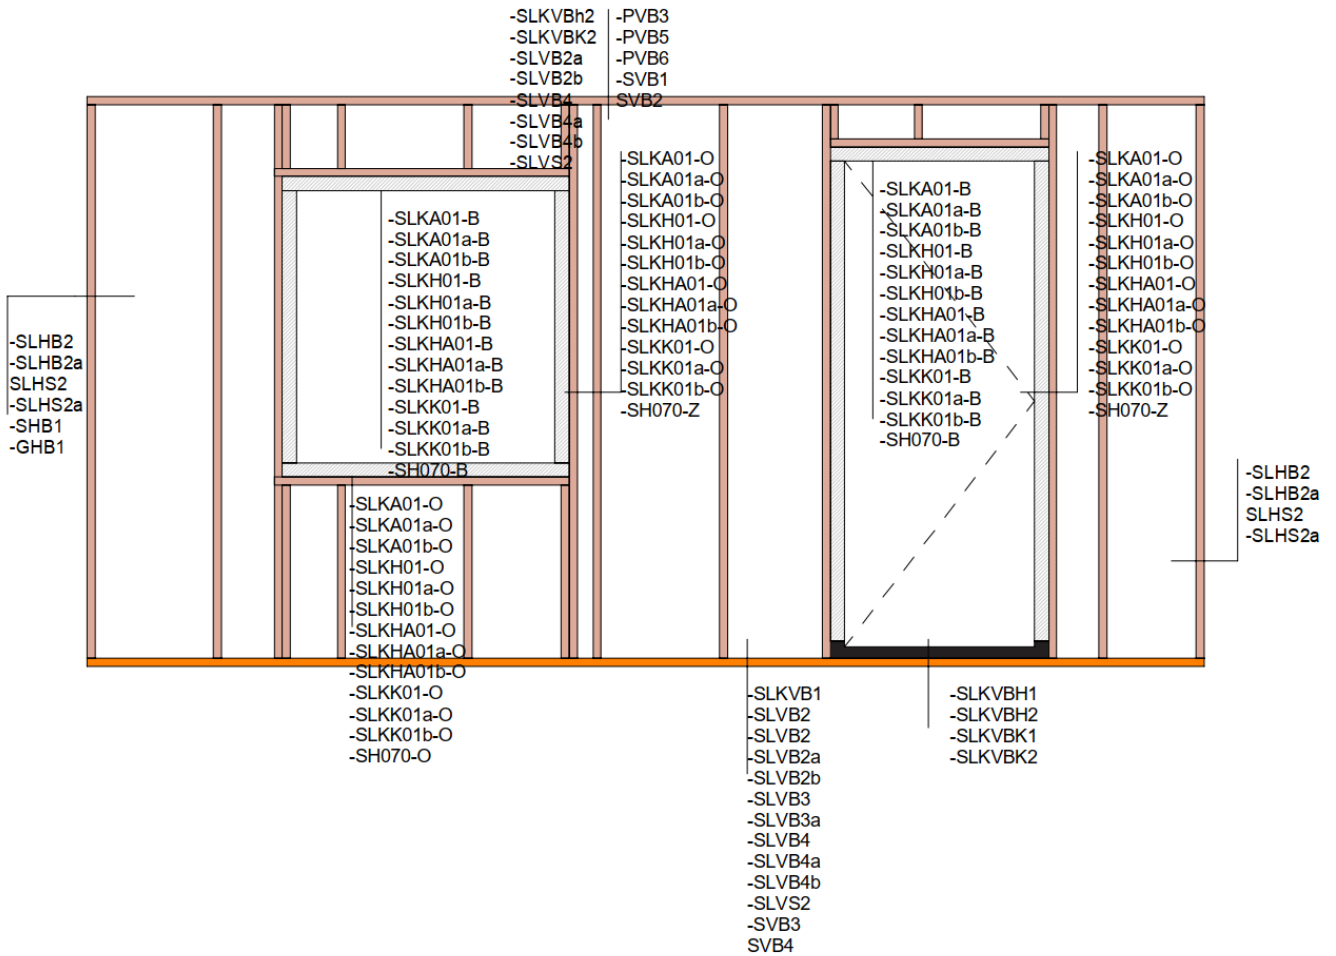 -SLKVBh2
-SLKVBK2
-SLVB2a
-SLVB2b
-SLVB4
-SLVB4a
-SLVB4b
-SLVS2
-PVB3
-PVB5
-PVB6
-SVB1
SVB2
-SLKA01-O
-SLKA01a-O
-SLKA01b-O
-SLKH01-O
-SLKH01a-O
-SLKH01b-O
-SLKHA01-O
-SLKHA01a-O
-SLKHA01b-O
-SLKK01-O
-SLKK01a-O
-SLKK01b-O
-SH070-Z
-SLKA01-B
-SLKA01a-B
-SLKA01b-B
-SLKH01-B
-SLKH01a-B
-SLKH01b-B
-SLKHA01-B
-SLKHA01a-B
-SLKHA01b-B
-SLKK01-B
-SLKK01a-B
-SLKK01b-B
-SH070-B
-SLKA01-O
-SLKA01a-O
-SLKA01b-O
-SLKH01-O
-SLKH01a-O
-SLKH01b-O
-SLKHA01-O
-SLKHA01a-O
-SLKHA01b-O
-SLKK01-O
-SLKK01a-O
-SLKK01b-O
-SH070-Z
-SLKA01-B
-SLKA01a-B
-SLKA01b-B
-SLKH01-B
-SLKH01a-B
-SLKH01b-B
-SLKHA01-B
-SLKHA01a-B
-SLKHA01b-B
-SLKK01-B
-SLKK01a-B
-SLKK01b-B
-SH070-B
-SLHB2
-SLHB2a
SLHS2
-SLHS2a
-SHB1
-GHB1
-SLHB2
-SLHB2a
SLHS2
-SLHS2a
-SLKA01-O
-SLKA01a-O
-SLKA01b-O
-SLKH01-O
-SLKH01a-O
-SLKH01b-O
-SLKHA01-O
-SLKHA01a-O
-SLKHA01b-O
-SLKK01-O
-SLKK01a-O
-SLKK01b-O
-SH070-O
-SLKVB1
-SLVB2
-SLVB2
-SLVB2a
-SLVB2b
-SLVB3
-SLVB3a
-SLVB4
-SLVB4a
-SLVB4b
-SLVS2
-SVB3
SVB4
-SLKVBH1
-SLKVBH2
-SLKVBK1
-SLKVBK2